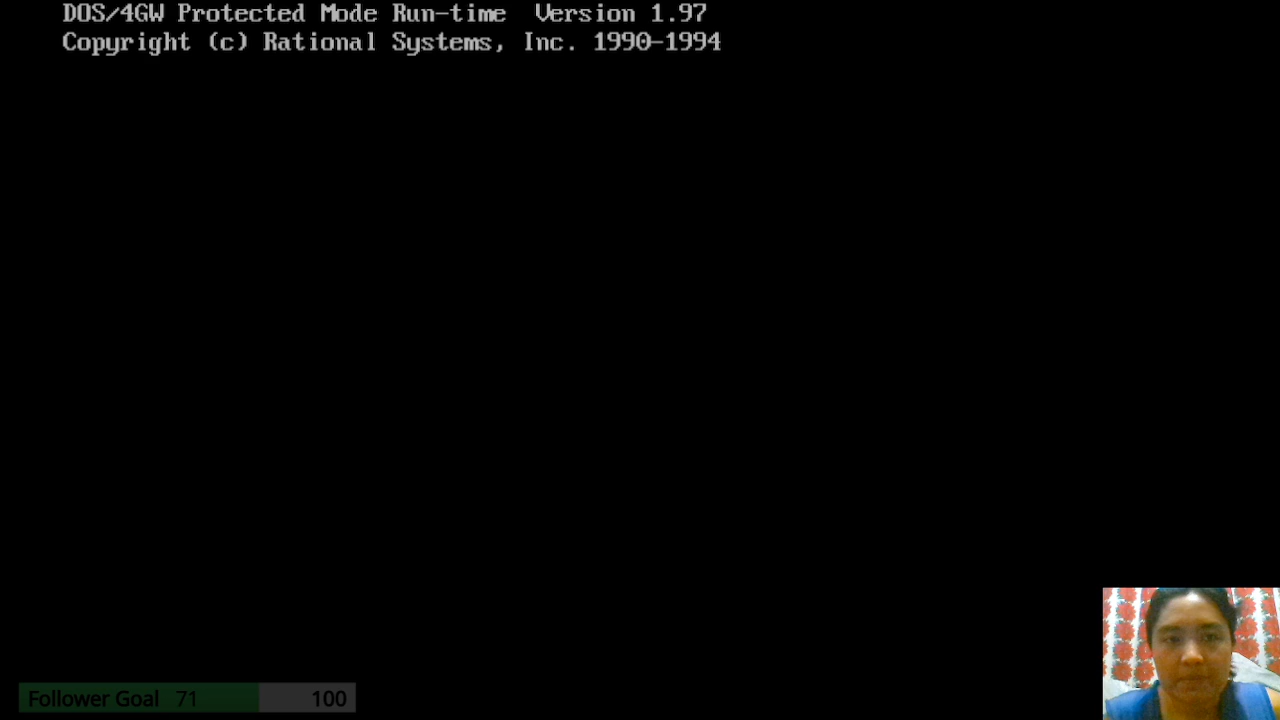 DOS/4GW Protected Mode Run-time  Version 1.97
Copyright (c) Rational Systems, Inc. 1990-1994
Follower Goal 71 100